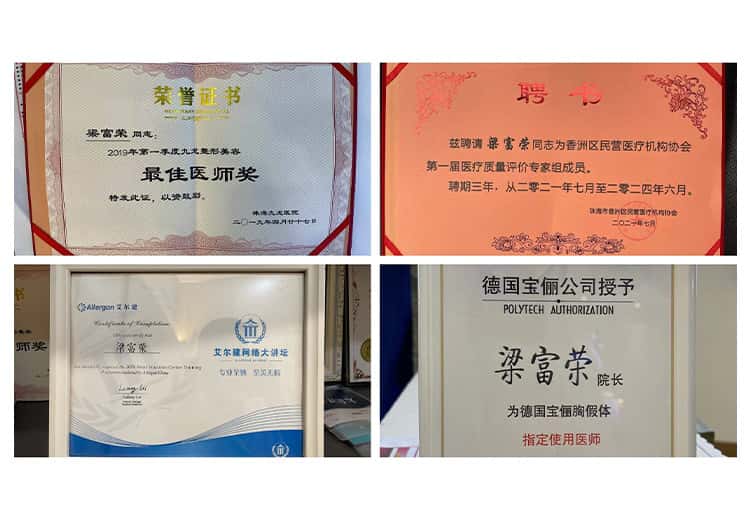 荣誉证书
梁富荣 同志：
2019年第一季度九龙整形美容
最佳医师奖
特发此证，以资鼓励。
珠海九龙医院
二〇一九年四月廿十七日
聘书
兹聘请 梁富荣 同志为香洲区民营医疗机构协会
第一届医疗质量评价专家组成员。
聘期三年，从二〇二一年七月至二〇二四年六月。
珠海市香洲区民营医疗机构协会
二〇二一年七月
师奖
Allergan 艾尔建
Certificate of Completion
梁富荣
艾尔建网络大讲坛
专业至臻 至美无瑕
德国宝俪公司授予
POLYTECH AUTHORIZATION
梁富荣 院长
为德国宝俪胸假体
指定使用医师